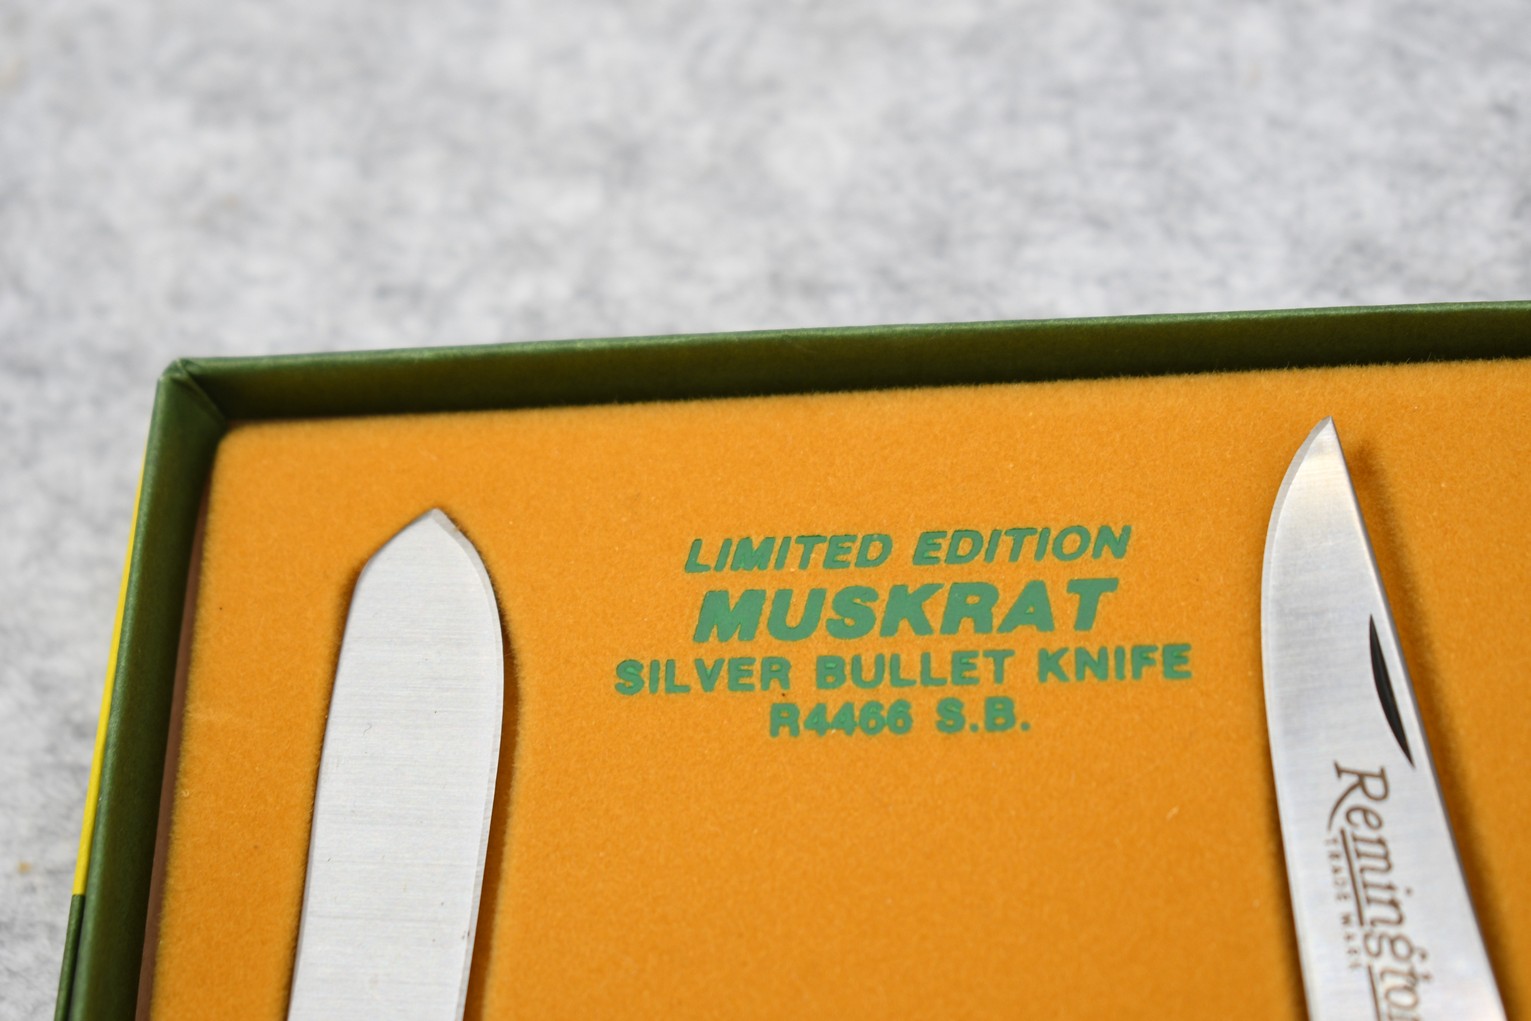 LIMITED EDITION
MUSKRAT
SILVER BULLET KNIFE
R4466 S.B.
Remington
TRADE MARK